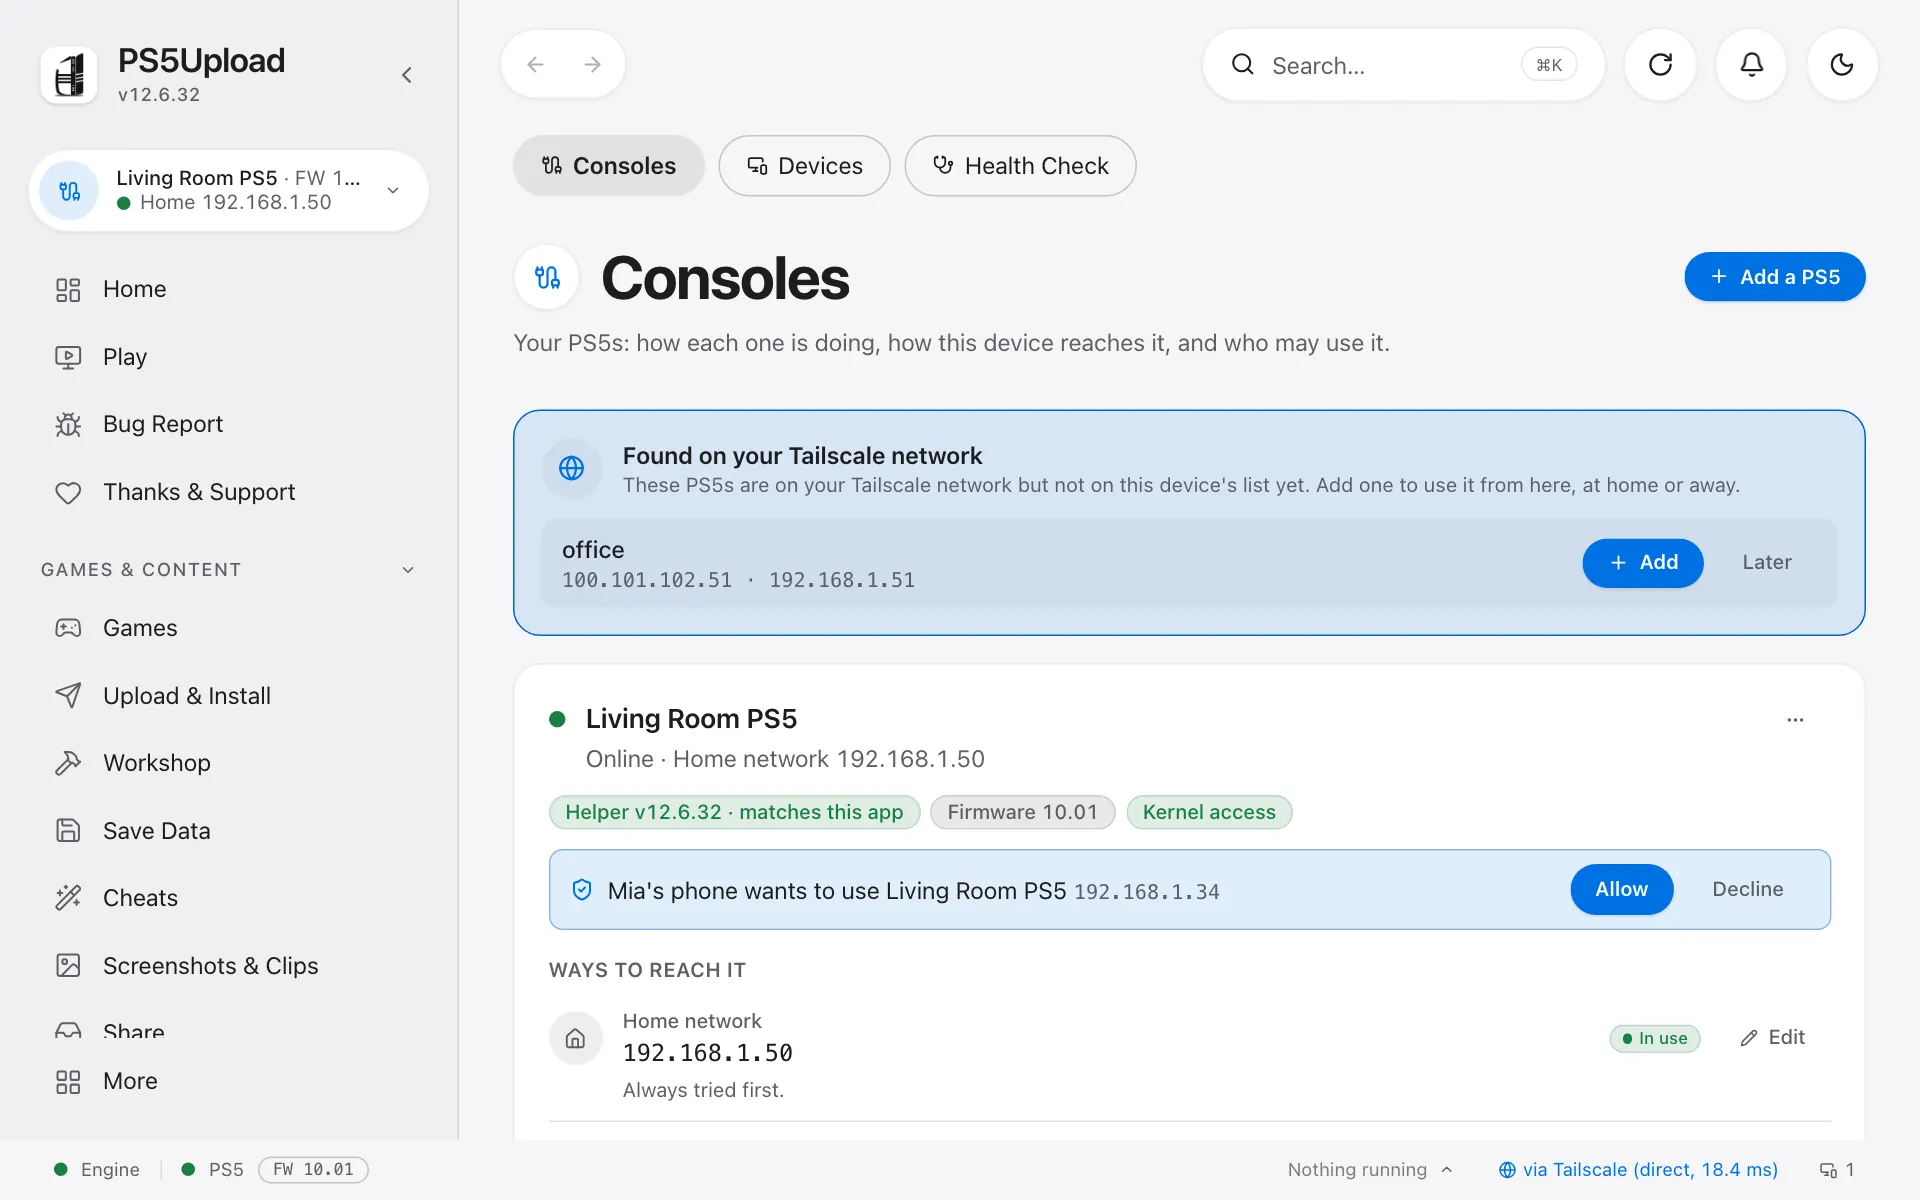 PS5Upload
v12.6.32
Living Room PS5 · FW 1...
Home 192.168.1.50
Home
Play
Bug Report
Thanks & Support
GAMES & CONTENT
Games
Upload & Install
Workshop
Save Data
Cheats
Screenshots & Clips
Share
More
Search... ⌘K
Consoles Devices Health Check
Consoles
+ Add a PS5
Your PS5s: how each one is doing, how this device reaches it, and who may use it.
Found on your Tailscale network
These PS5s are on your Tailscale network but not on this device's list yet. Add one to use it from here, at home or away.
office
100.101.102.51 · 192.168.1.51
+ Add Later
Living Room PS5
Online · Home network 192.168.1.50
Helper v12.6.32 · matches this app Firmware 10.01 Kernel access
Mia's phone wants to use Living Room PS5 192.168.1.34 Allow Decline
WAYS TO REACH IT
Home network
192.168.1.50
Always tried first.
In use Edit
Engine PS5 FW 10.01 Nothing running via Tailscale (direct, 18.4 ms) 1